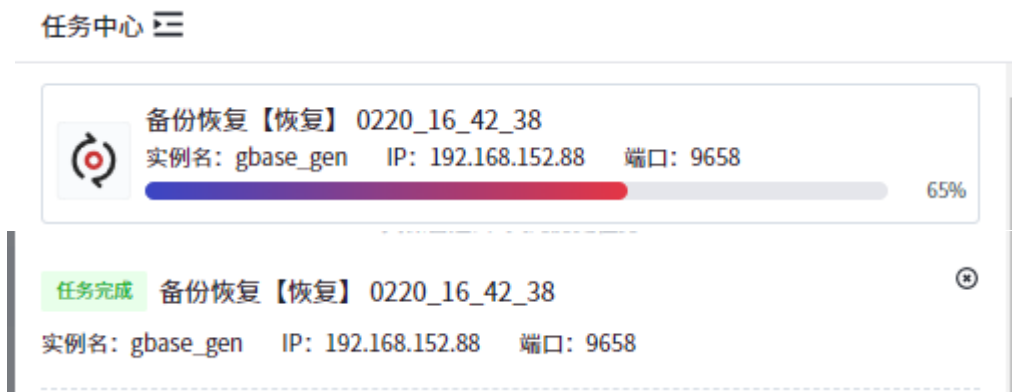 任务中心
备份恢复【恢复】 0220_16_42_38
实例名：gbase_gen IP：192.168.152.88 端口：9658
65%
任务完成 备份恢复【恢复】 0220_16_42_38
实例名：gbase_gen IP：192.168.152.88 端口：9658